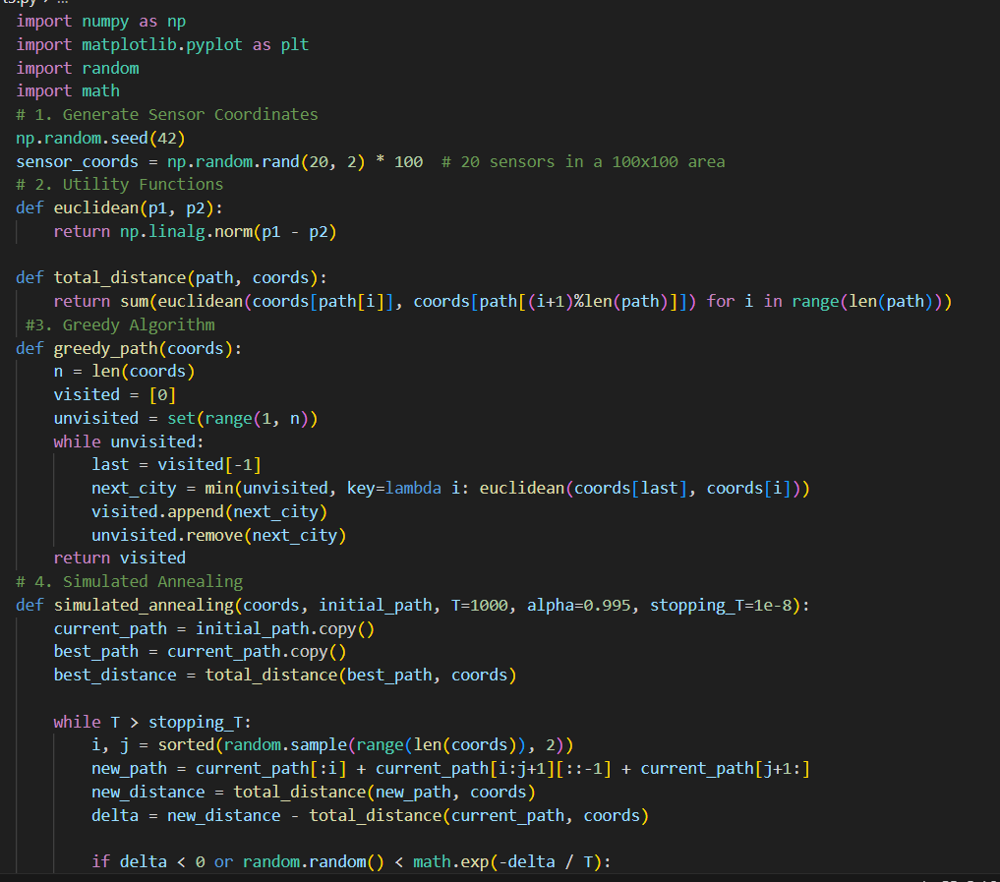 import numpy as np
import matplotlib.pyplot as plt
import random
import math
# 1. Generate Sensor Coordinates
np.random.seed(42)
sensor_coords = np.random.rand(20, 2) * 100  # 20 sensors in a 100x100 area
# 2. Utility Functions
def euclidean(p1, p2):
    return np.linalg.norm(p1 - p2)

def total_distance(path, coords):
    return sum(euclidean(coords[path[i]], coords[path[(i+1)%len(path)]]) for i in range(len(path)))
 #3. Greedy Algorithm
def greedy_path(coords):
    n = len(coords)
    visited = [0]
    unvisited = set(range(1, n))
    while unvisited:
        last = visited[-1]
        next_city = min(unvisited, key=lambda i: euclidean(coords[last], coords[i]))
        visited.append(next_city)
        unvisited.remove(next_city)
    return visited
# 4. Simulated Annealing
def simulated_annealing(coords, initial_path, T=1000, alpha=0.995, stopping_T=1e-8):
    current_path = initial_path.copy()
    best_path = current_path.copy()
    best_distance = total_distance(best_path, coords)

    while T > stopping_T:
        i, j = sorted(random.sample(range(len(coords)), 2))
        new_path = current_path[:i] + current_path[i:j+1][::-1] + current_path[j+1:]
        new_distance = total_distance(new_path, coords)
        delta = new_distance - total_distance(current_path, coords)

        if delta < 0 or random.random() < math.exp(-delta / T):